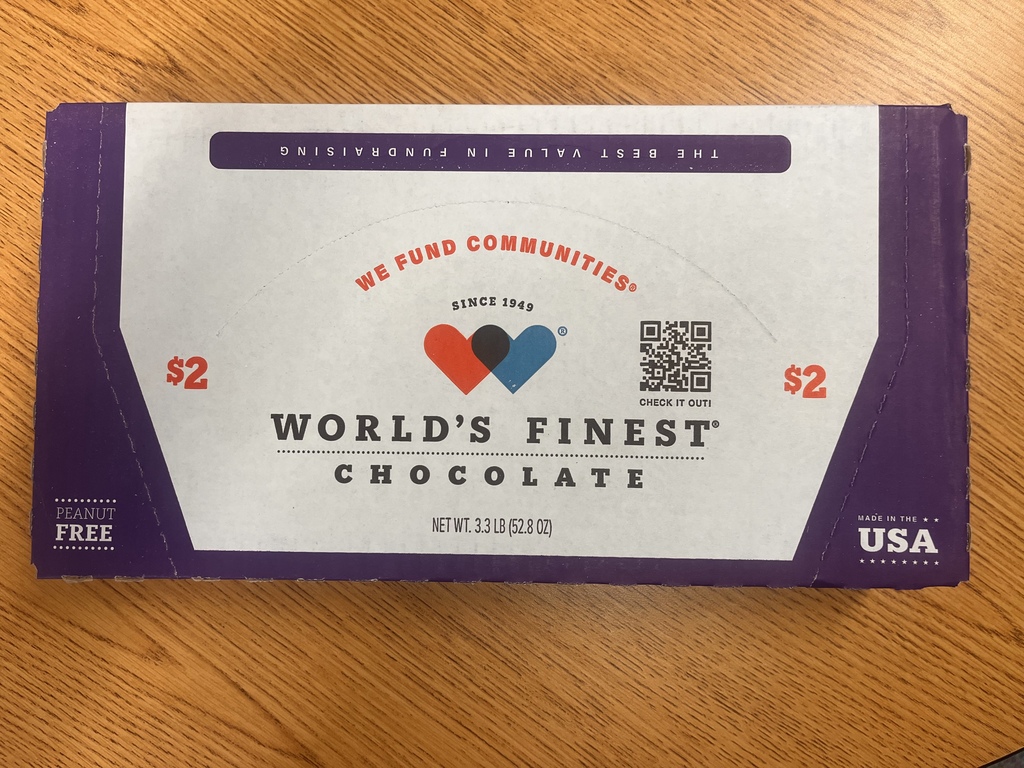 THE BEST VALUE IN FUNDRAISING
WE FUND COMMUNITIES®
SINCE 1949
®
$2
CHECK IT OUT!
$2
WORLD'S FINEST®
CHOCOLATE
PEANUT
FREE
NET WT. 3.3 LB (52.8 OZ)
MADE IN THE
USA